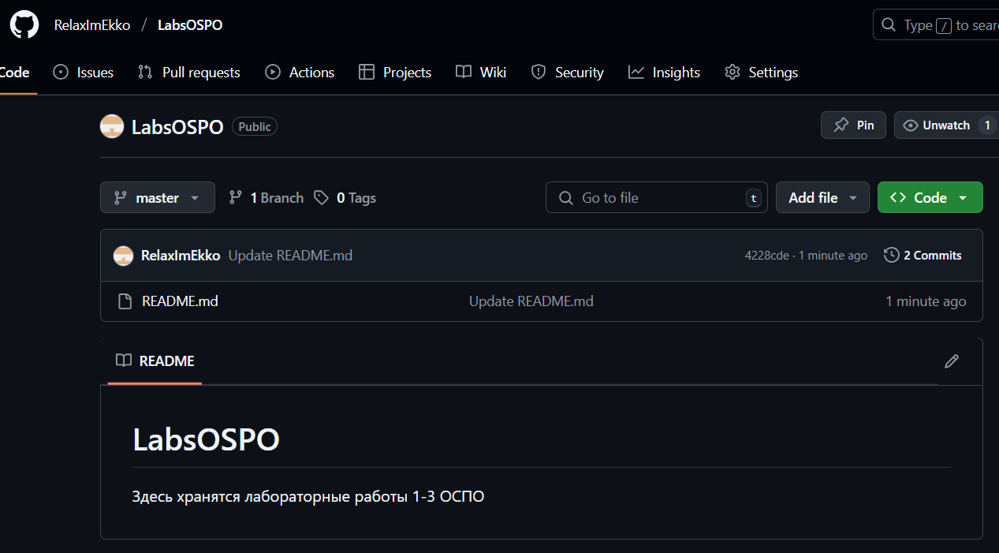 RelaxImEkko / LabsOSPO
Type / to sear
Code Issues Pull requests Actions Projects Wiki Security Insights Settings
LabsOSPO Public
Pin Unwatch 1
master 1 Branch 0 Tags
Go to file t Add file Code
RelaxImEkko Update README.md 4228cde · 1 minute ago 2 Commits
README.md Update README.md 1 minute ago
README
LabsOSPO
Здесь хранятся лабораторные работы 1-3 ОСПО